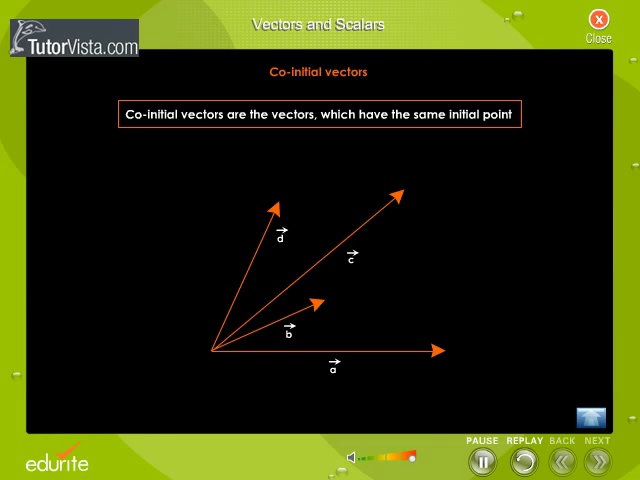 Vectors and Scalars
X
Close
TutorVista.com
Co-initial vectors
Co-initial vectors are the vectors, which have the same initial point
d
c
b
a
PAUSE REPLAY BACK NEXT
edurite